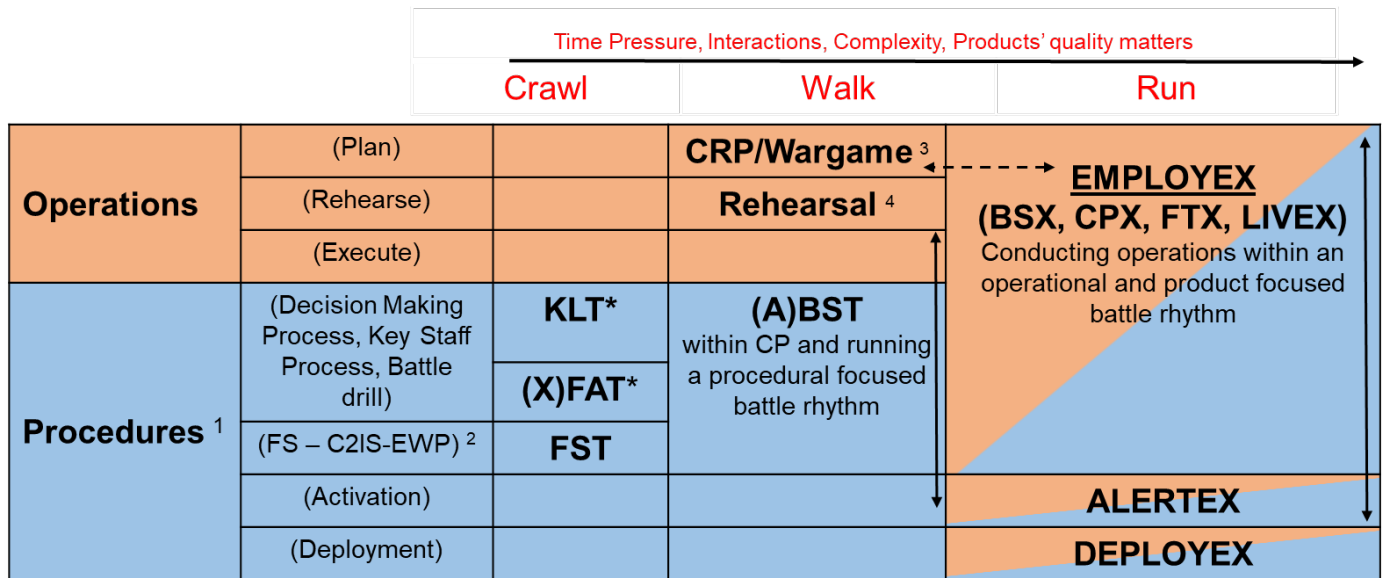 Time Pressure, Interactions, Complexity, Products' quality matters
Crawl
Walk
Run
Operations
(Plan)
CRP/Wargame 3
(Rehearse)
Rehearsal 4
(Execute)
EMPLOYEX
(BSX, CPX, FTX, LIVEX)
Conducting operations within an
operational and product focused
battle rhythm
Procedures 1
(Decision Making
Process, Key Staff
Process, Battle
drill)
KLT*
(X)FAT*
(A)BST
within CP and running
a procedural focused
battle rhythm
(FS – C2IS-EWP) 2
FST
(Activation)
ALERTEX
(Deployment)
DEPLOYEX